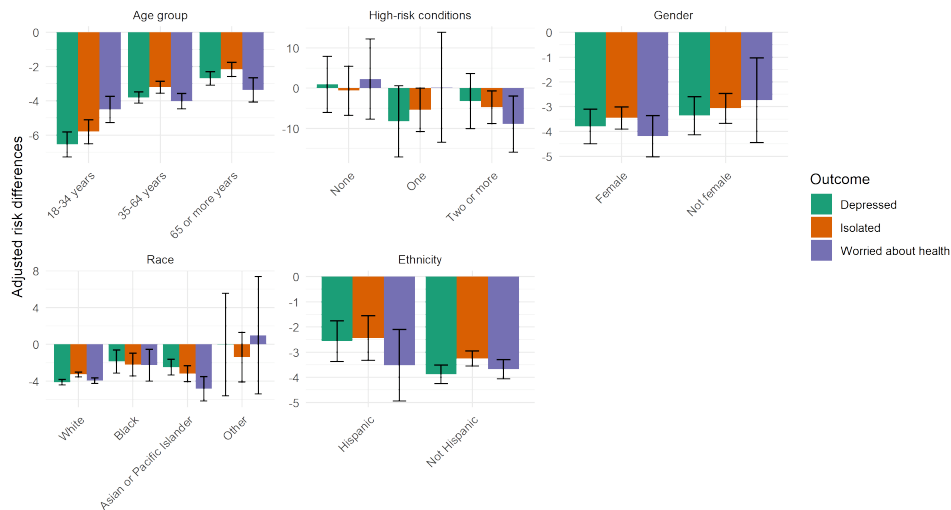 Age group
High-risk conditions
Gender
0
-2
-4
-6
10
0
-10
0
-1
-2
-3
-4
-5
18-34 years
35-64 years
65 or more years
None
One
Two or more
Female
Not female
Adjusted risk differences
Outcome
Depressed
Isolated
Worried about health
Race
Ethnicity
8
4
0
-4
0
-1
-2
-3
-4
-5
White
Black
Asian or Pacific Islander
Other
Hispanic
Not Hispanic